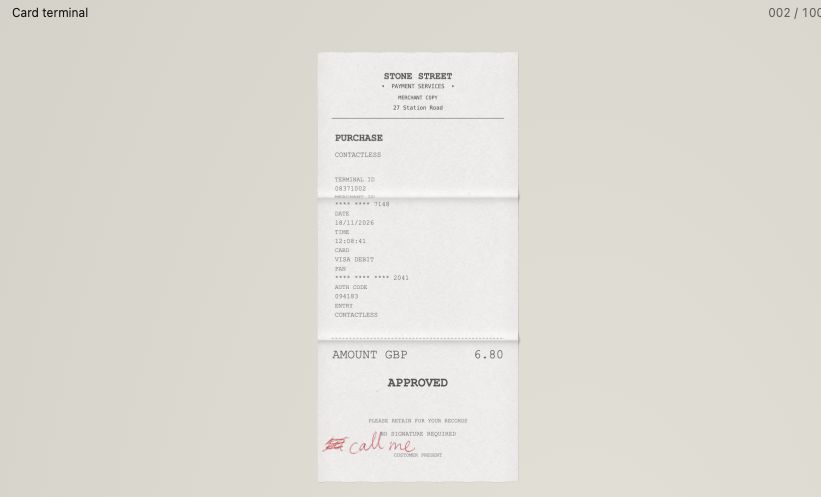 Card terminal
002 / 100
STONE STREET
• PAYMENT SERVICES •
MERCHANT COPY
27 Station Road
PURCHASE
CONTACTLESS
TERMINAL ID
08371002
MERCHANT ID
**** **** 7148
DATE
18/11/2026
TIME
12:08:41
CARD
VISA DEBIT
PAN
**** **** **** 2041
AUTH CODE
094183
ENTRY
CONTACTLESS
AMOUNT GBP 6.80
APPROVED
PLEASE RETAIN FOR YOUR RECORDS
NO SIGNATURE REQUIRED
call me
CUSTOMER PRESENT